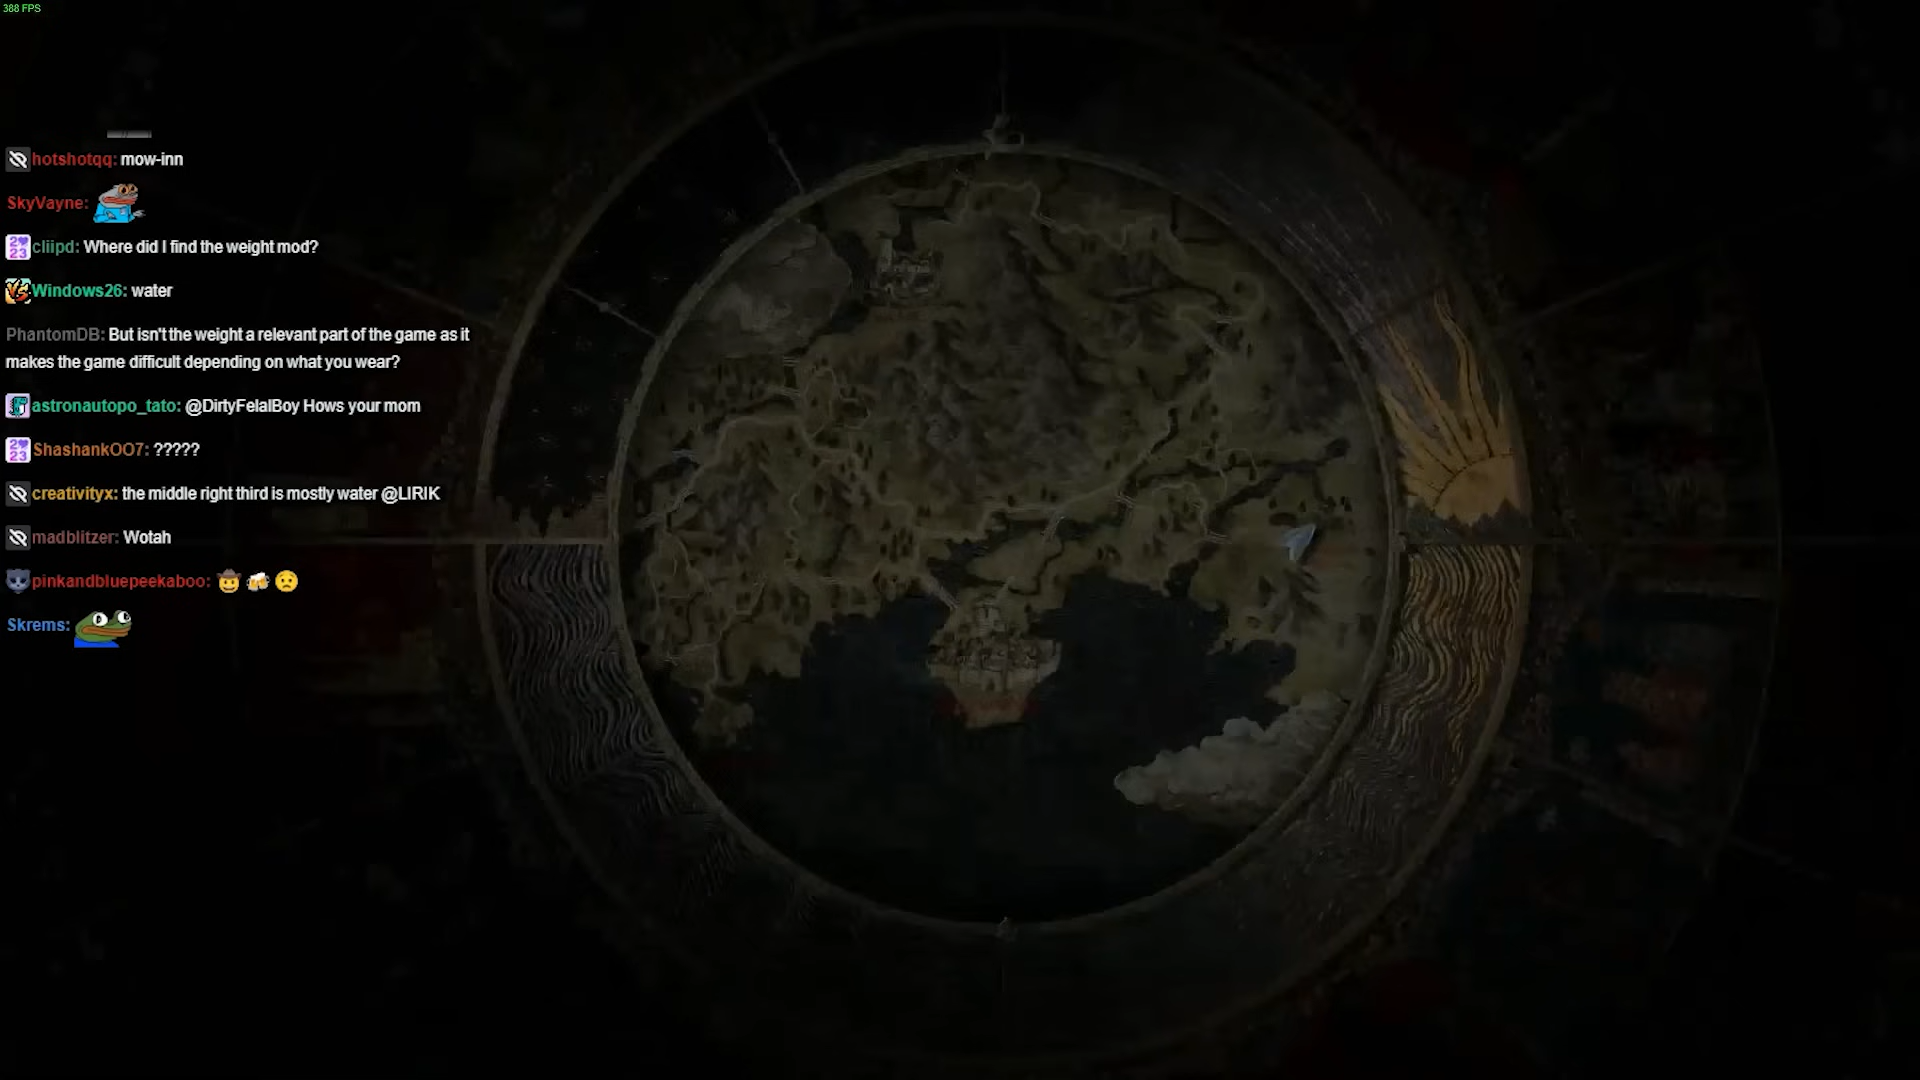 388 FPS
hotshotqq: mow-inn
SkyVayne:
cliipd: Where did I find the weight mod?
Windows26: water
PhantomDB: But isn't the weight a relevant part of the game as it
makes the game difficult depending on what you wear?
astronautopo_tato: @DirtyFelalBoy Hows your mom
ShashankOO7: ?????
creativityx: the middle right third is mostly water @LIRIK
madblitzer: Wotah
pinkandbluepeekaboo: 🤠 🍻 😟
Skrems: